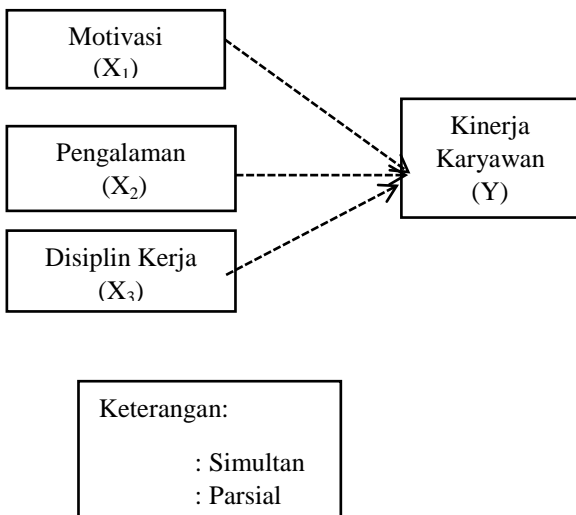 Motivasi
(X₁)
Pengalaman
(X₂)
Disiplin Kerja
(X₃)
Kinerja
Karyawan
(Y)
Keterangan:
: Simultan
: Parsial